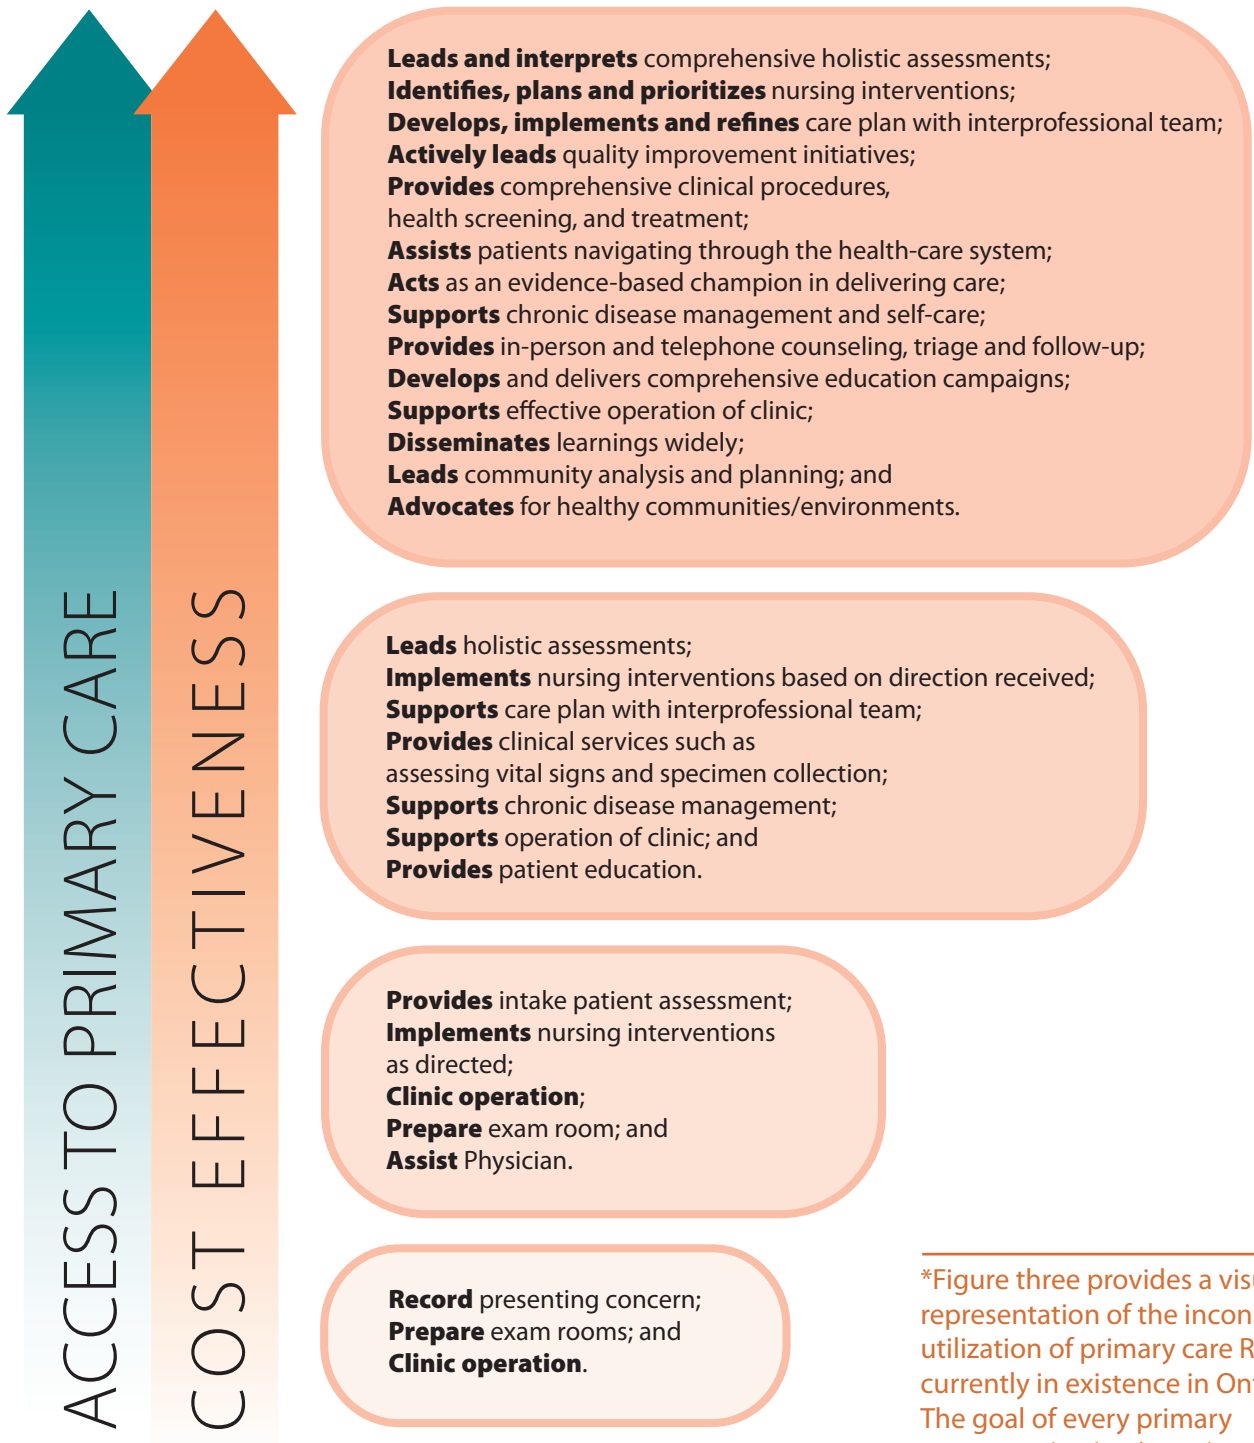 ACCESS TO PRIMARY CARE
COST EFFECTIVENESS
Leads and interprets comprehensive holistic assessments;
Identifies, plans and prioritizes nursing interventions;
Develops, implements and refines care plan with interprofessional team;
Actively leads quality improvement initiatives;
Provides comprehensive clinical procedures,
health screening, and treatment;
Assists patients navigating through the health-care system;
Acts as an evidence-based champion in delivering care;
Supports chronic disease management and self-care;
Provides in-person and telephone counseling, triage and follow-up;
Develops and delivers comprehensive education campaigns;
Supports effective operation of clinic;
Disseminates learnings widely;
Leads community analysis and planning; and
Advocates for healthy communities/environments.
Leads holistic assessments;
Implements nursing interventions based on direction received;
Supports care plan with interprofessional team;
Provides clinical services such as
assessing vital signs and specimen collection;
Supports chronic disease management;
Supports operation of clinic; and
Provides patient education.
Provides intake patient assessment;
Implements nursing interventions
as directed;
Clinic operation;
Prepare exam room; and
Assist Physician.
Record presenting concern;
Prepare exam rooms; and
Clinic operation.
*Figure three provides a
representation of the
utilization of primary care
currently in existence in
The goal of every primary